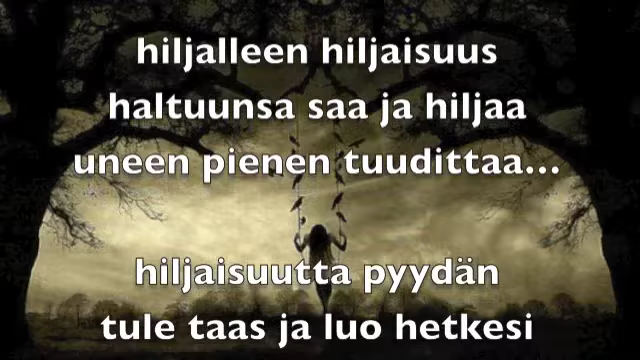 hiljalleen hiljaisuus
haltuunsa saa ja hiljaa
uneen pienen tuudittaa...
hiljaisuutta pyydän
tule taas ja luo hetkesi